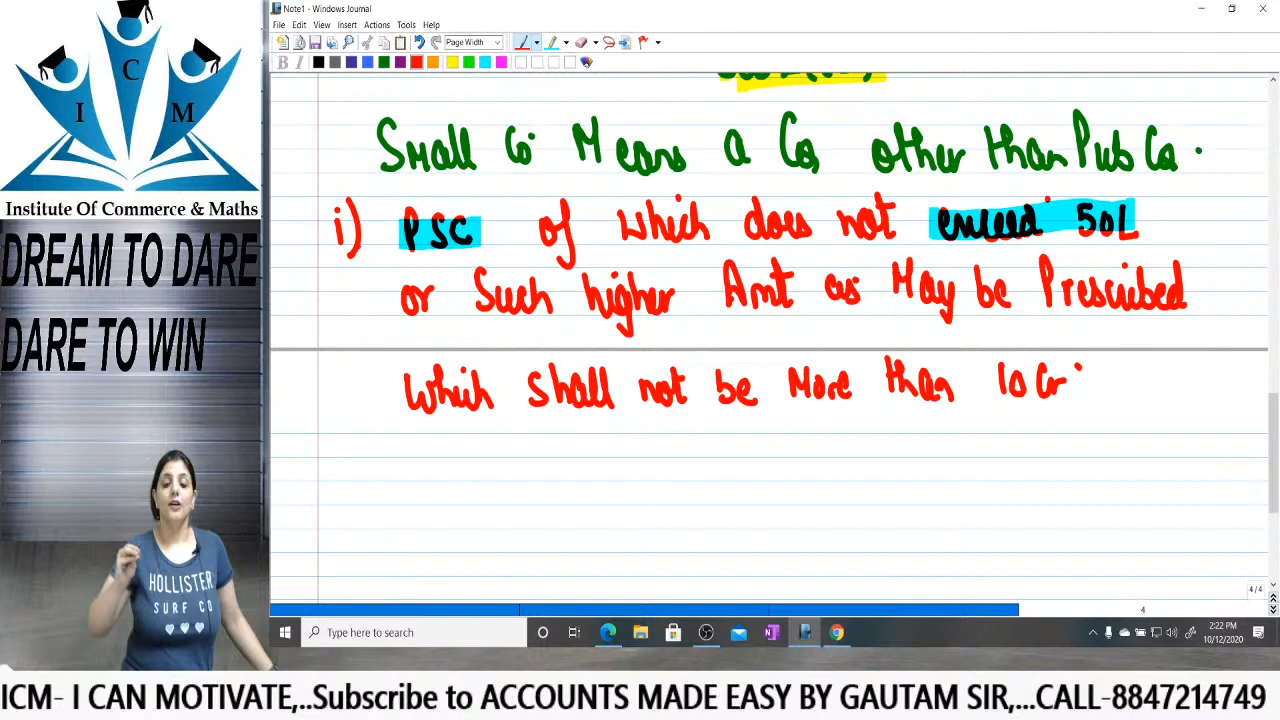 Note1 - Windows Journal
File Edit View Insert Actions Tools Help
Page Width
B I
C
I M
Institute Of Commerce & Maths
DREAM TO DARE
DARE TO WIN
Small Co. Means a Co, other than Pub Co.
i) PSC of which does not exceed 50L
or Such higher Amt as May be Prescribed
Which shall not be More than 10 Cr.
HOLLISTER
SURF CO
4/4
4
Type here to search
2:22 PM
10/12/2020
ICM- I CAN MOTIVATE,..Subscribe to ACCOUNTS MADE EASY BY GAUTAM SIR,...CALL-8847214749